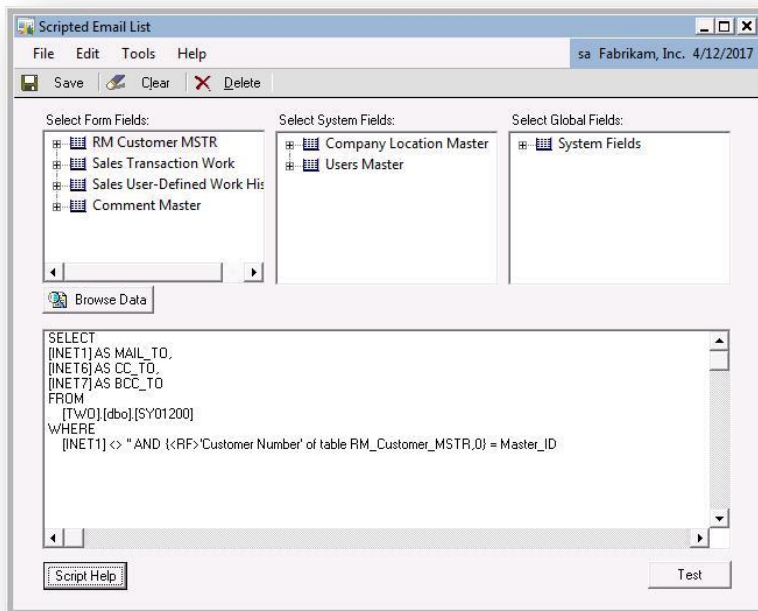 Scripted Email List
File Edit Tools Help sa Fabrikam, Inc. 4/12/2017
Save Clear Delete
Select Form Fields: Select System Fields: Select Global Fields:
RM Customer MSTR Company Location Master System Fields
Sales Transaction Work Users Master
Sales User-Defined Work His
Comment Master
Browse Data
SELECT
[INET1] AS MAIL_TO,
[INET6] AS CC_TO,
[INET7] AS BCC_TO
FROM
[TWO].[dbo].[SY01200]
WHERE
[INET1] <> '' AND {<RF>'Customer Number' of table RM_Customer_MSTR,0} = Master_ID
Script Help Test